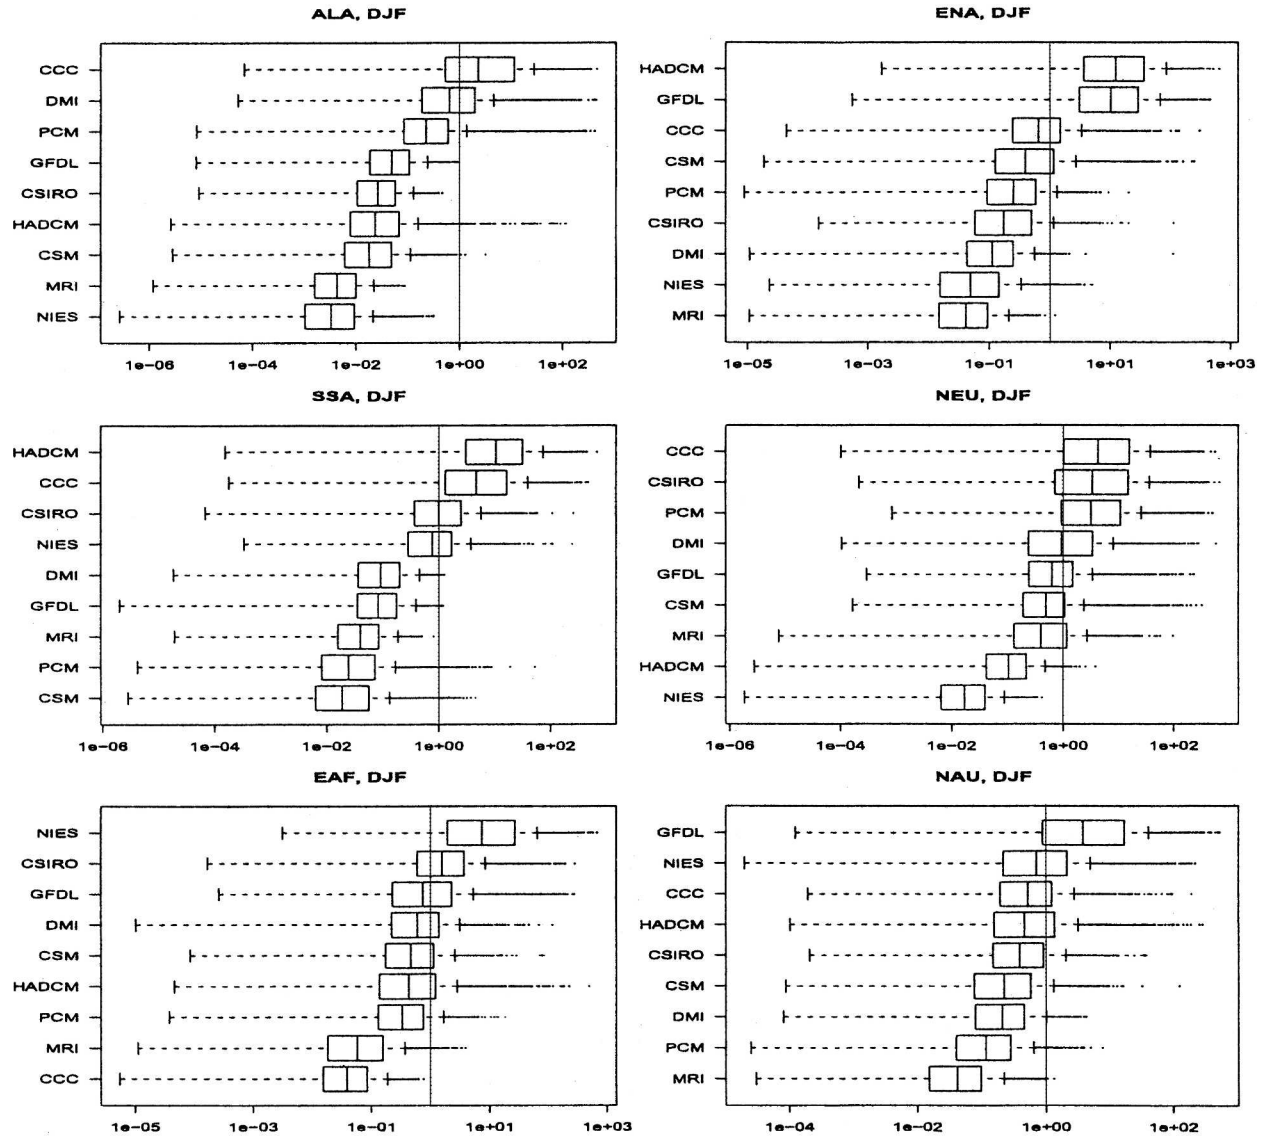 ALA, DJF
CCC
DMI
PCM
GFDL
CSIRO
HADCM
CSM
MRI
NIES
1e-06 1e-04 1e-02 1e+00 1e+02
ENA, DJF
HADCM
GFDL
CCC
CSM
PCM
CSIRO
DMI
NIES
MRI
1e-05 1e-03 1e-01 1e+01 1e+03
SSA, DJF
HADCM
CCC
CSIRO
NIES
DMI
GFDL
MRI
PCM
CSM
1e-06 1e-04 1e-02 1e+00 1e+02
NEU, DJF
CCC
CSIRO
PCM
DMI
GFDL
CSM
MRI
HADCM
NIES
1e-06 1e-04 1e-02 1e+00 1e+02
EAF, DJF
NIES
CSIRO
GFDL
DMI
CSM
HADCM
PCM
MRI
CCC
1e-05 1e-03 1e-01 1e+01 1e+03
NAU, DJF
GFDL
NIES
CCC
HADCM
CSIRO
CSM
DMI
PCM
MRI
1e-04 1e-02 1e+00 1e+02